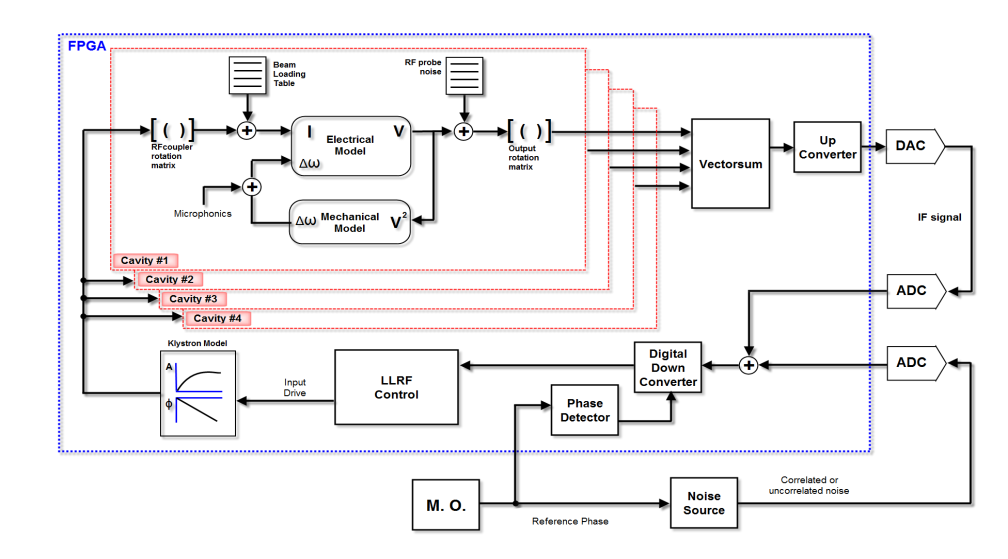 FPGA
Beam
Loading
Table
RF probe
noise
[ ( ) ]
RFcoupler
rotation
matrix
+
I
V
Electrical
Model
Δω
+
[ ( ) ]
Output
rotation
matrix
Vectorsum
Up
Converter
DAC
+
Microphonics
Δω
Mechanical
Model
V²
IF signal
Cavity #1
Cavity #2
Cavity #3
Cavity #4
ADC
Klystron Model
A
ϕ
Input
Drive
LLRF
Control
Digital
Down
Converter
+
ADC
Phase
Detector
M. O.
Reference Phase
Noise
Source
Correlated or
uncorrelated noise